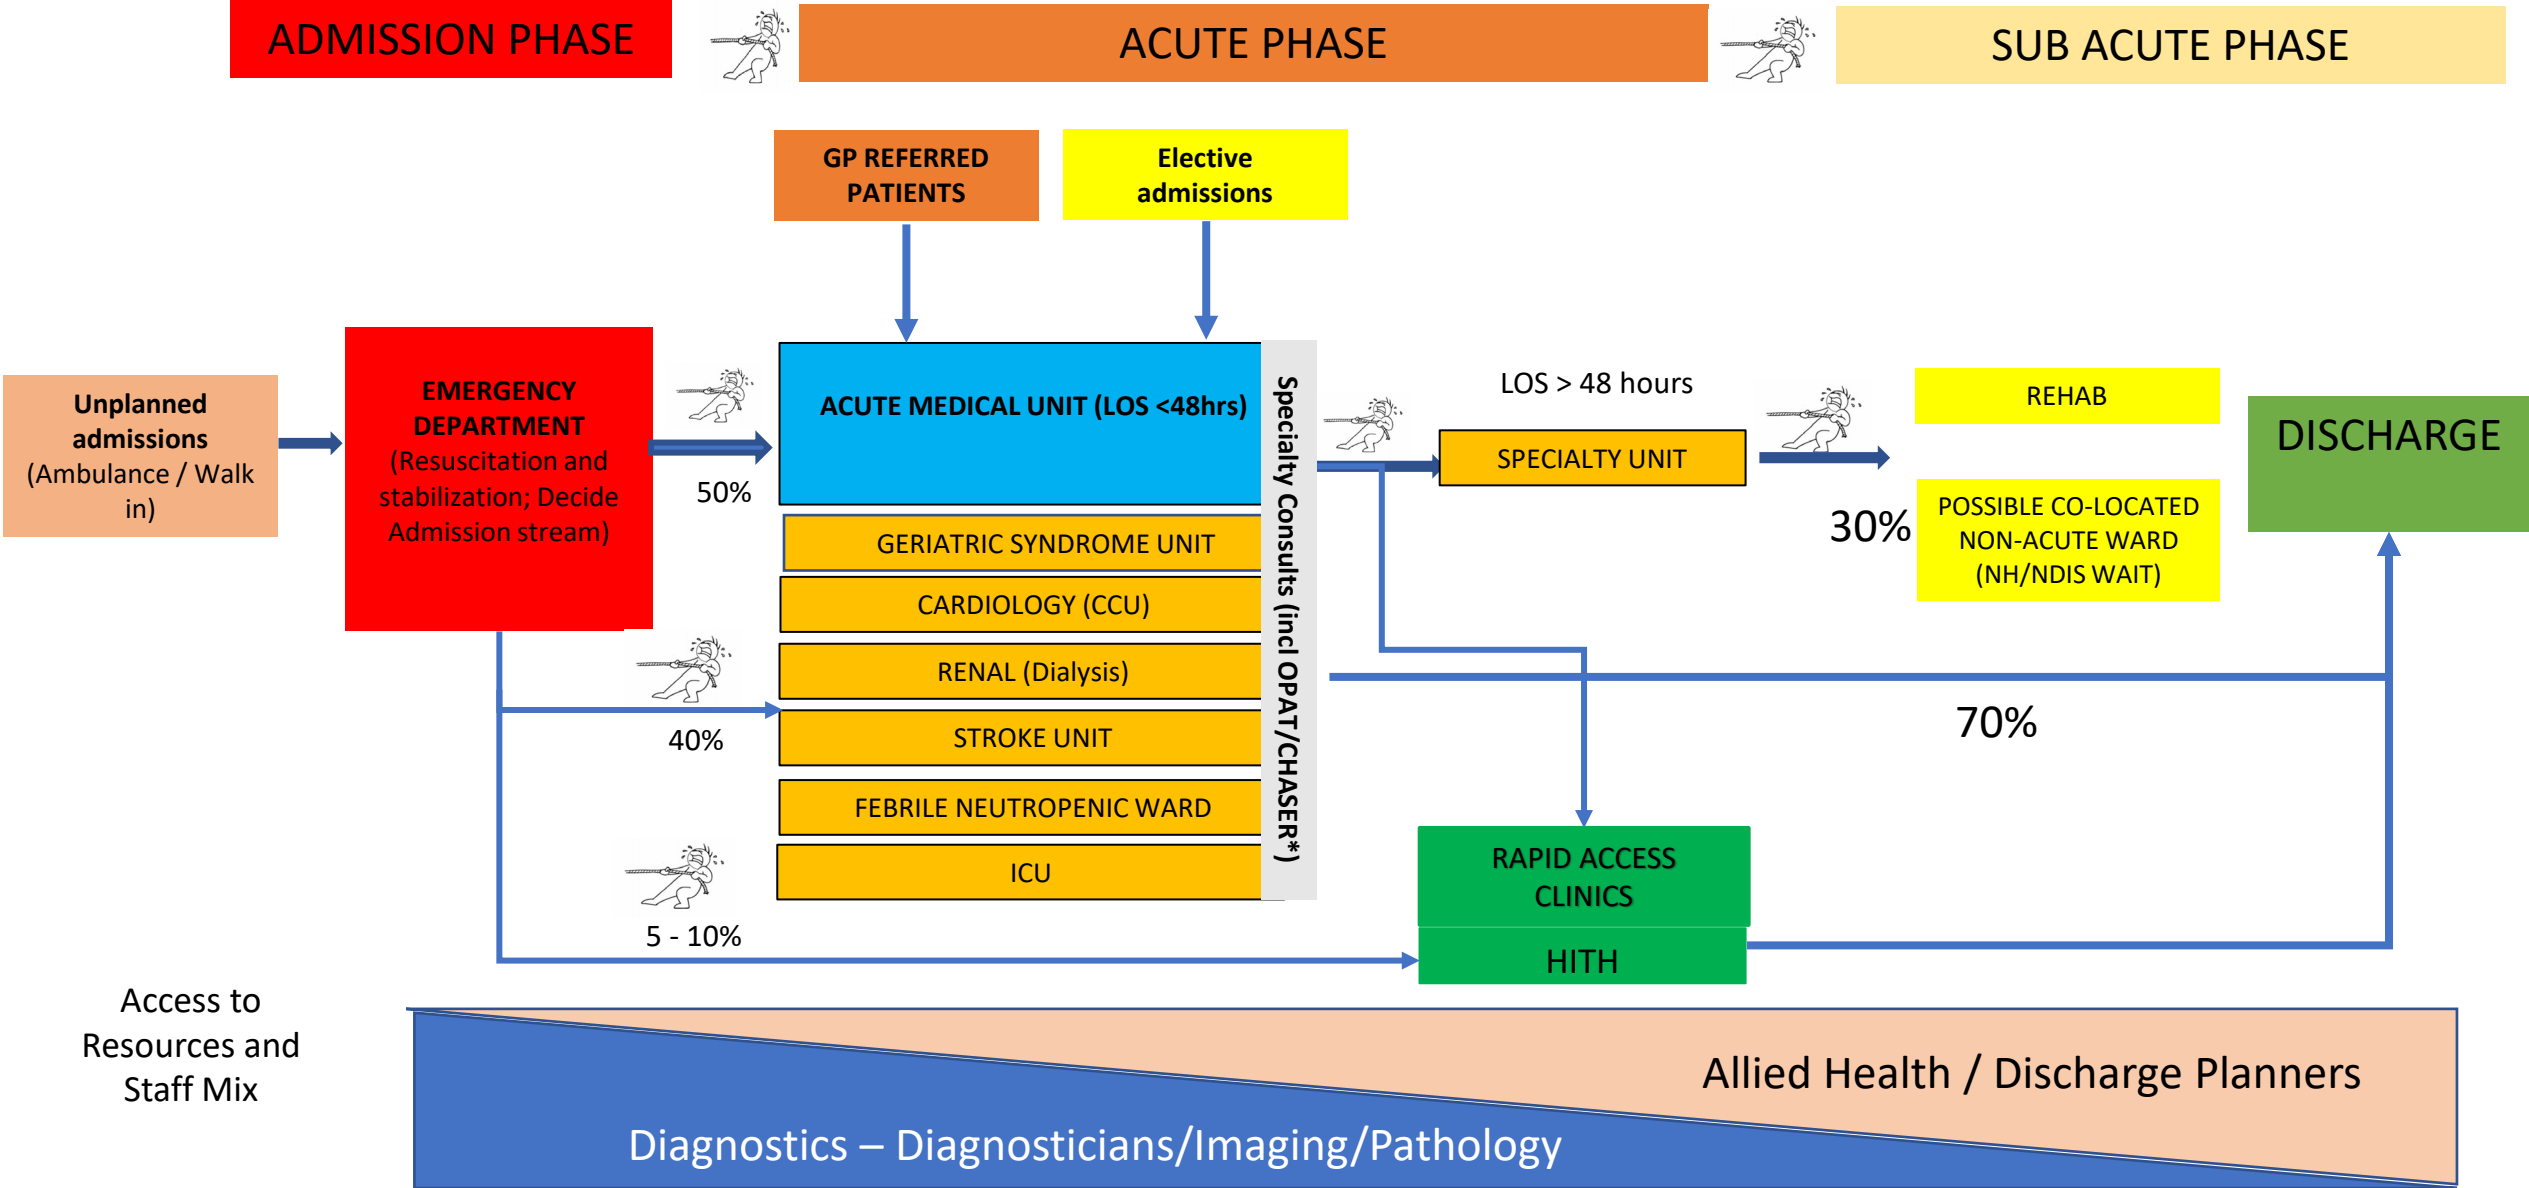 ADMISSION PHASE
ACUTE PHASE
SUB ACUTE PHASE
GP REFERRED
PATIENTS
Elective
admissions
Unplanned
admissions
(Ambulance / Walk
in)
EMERGENCY
DEPARTMENT
(Resuscitation and
stabilization; Decide
Admission stream)
50%
40%
5 - 10%
ACUTE MEDICAL UNIT (LOS <48hrs)
GERIATRIC SYNDROME UNIT
CARDIOLOGY (CCU)
RENAL (Dialysis)
STROKE UNIT
FEBRILE NEUTROPENIC WARD
ICU
Specialty Consults (incl OPAT/CHASER*)
LOS > 48 hours
SPECIALTY UNIT
30%
REHAB
POSSIBLE CO-LOCATED
NON-ACUTE WARD
(NH/NDIS WAIT)
DISCHARGE
70%
RAPID ACCESS
CLINICS
HITH
Access to
Resources and
Staff Mix
Allied Health / Discharge Planners
Diagnostics – Diagnosticians/Imaging/Pathology